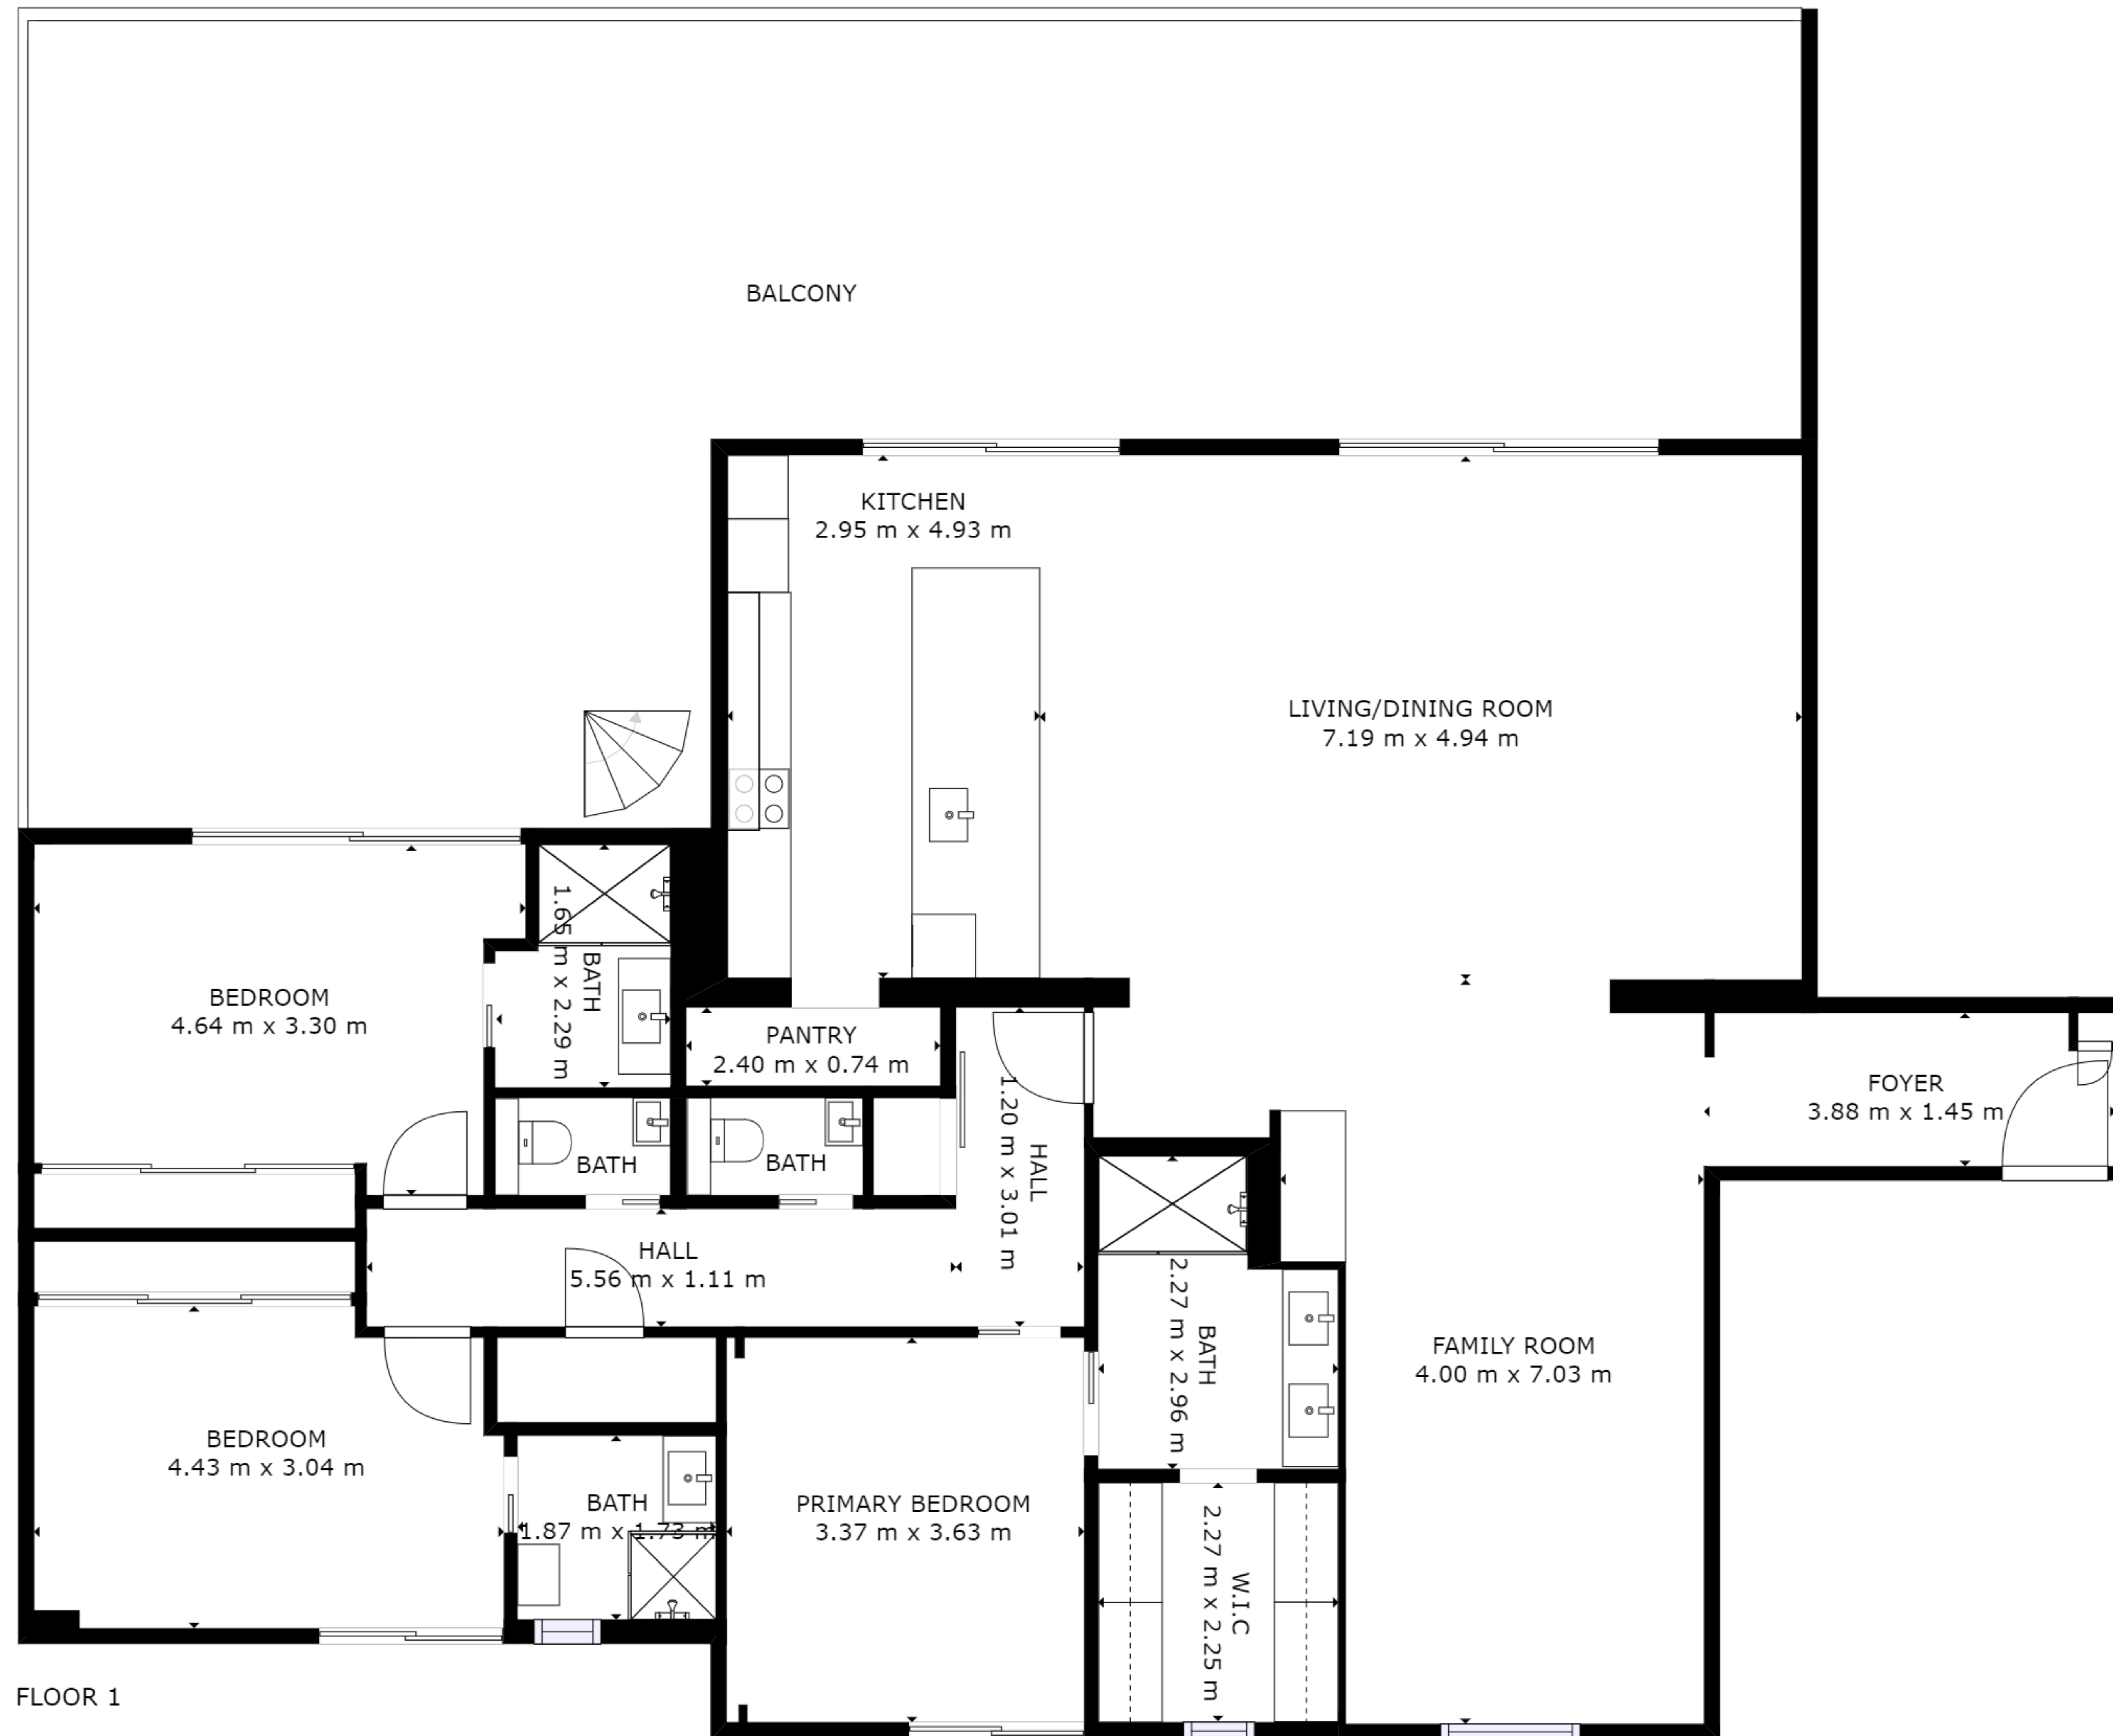 BALCONY
KITCHEN
2.95 m x 4.93 m
LIVING/DINING ROOM
7.19 m x 4.94 m
BEDROOM
4.64 m x 3.30 m
BATH
1.65 m x 2.29 m
PANTRY
2.40 m x 0.74 m
FOYER
3.88 m x 1.45 m
BATH
BATH
HALL
1.20 m x 3.01 m
HALL
5.56 m x 1.11 m
BATH
2.27 m x 2.96 m
FAMILY ROOM
4.00 m x 7.03 m
BEDROOM
4.43 m x 3.04 m
BATH
1.87 m x 1.73 m
PRIMARY BEDROOM
3.37 m x 3.63 m
W.I.C
2.27 m x 2.25 m
FLOOR 1